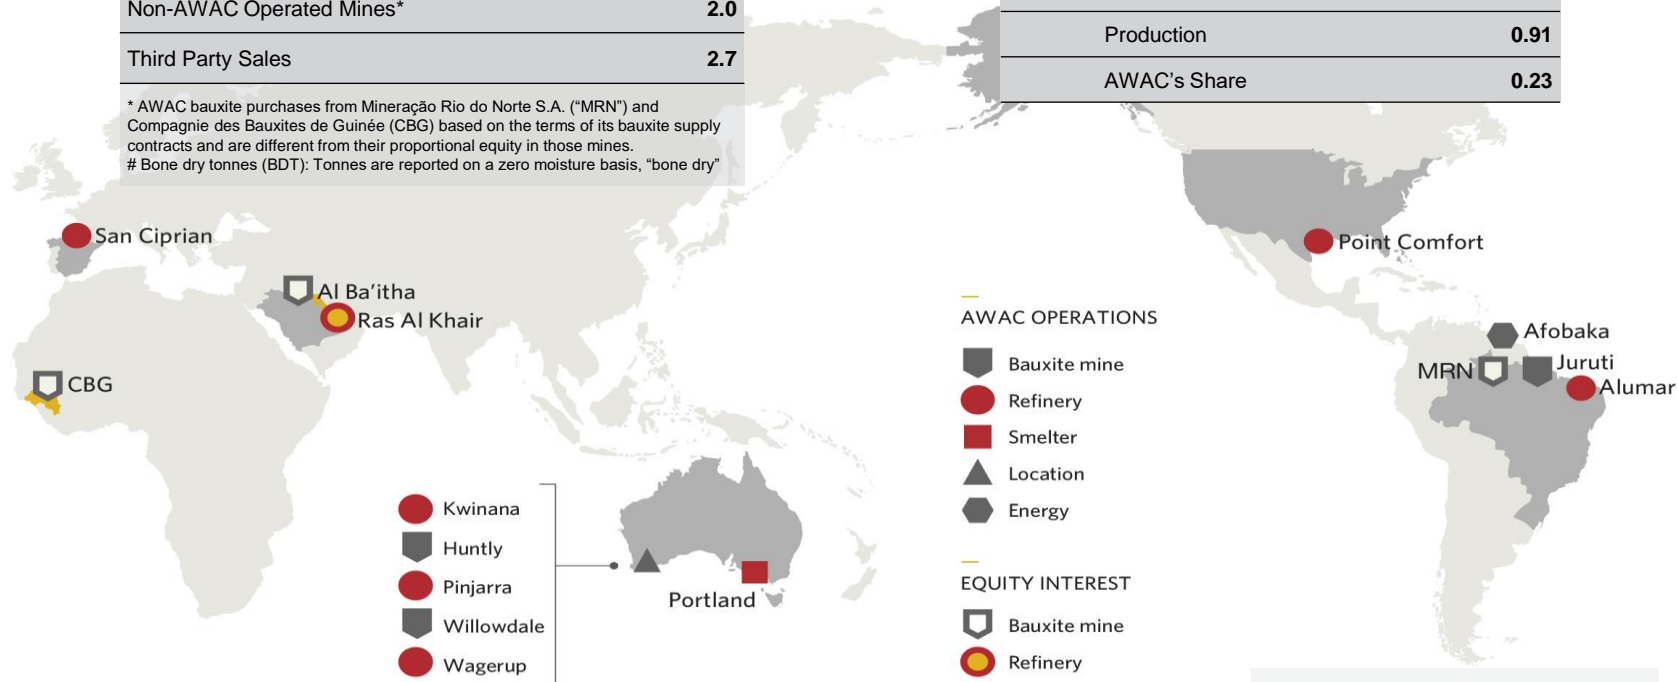 Non-AWAC Operated Mines* 2.0
Third Party Sales 2.7
* AWAC bauxite purchases from Mineração Rio do Norte S.A. (“MRN”) and
Compagnie des Bauxites de Guinée (CBG) based on the terms of its bauxite supply
contracts and are different from their proportional equity in those mines.
# Bone dry tonnes (BDT): Tonnes are reported on a zero moisture basis, “bone dry”
Production 0.91
AWAC’s Share 0.23
San Ciprian
Al Ba’itha
Ras Al Khair
CBG
Kwinana
Huntly
Pinjarra
Willowdale
Wagerup
Portland
AWAC OPERATIONS
Bauxite mine
Refinery
Smelter
Location
Energy
EQUITY INTEREST
Bauxite mine
Refinery
Point Comfort
Afobaka
MRN
Juruti
Alumar